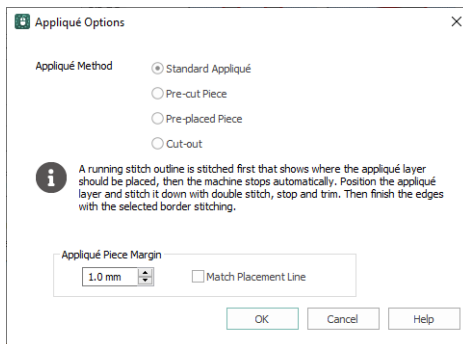 Appliqué Options
Appliqué Method
Standard Appliqué
Pre-cut Piece
Pre-placed Piece
Cut-out
A running stitch outline is stitched first that shows where the appliqué layer
should be placed, then the machine stops automatically. Position the appliqué
layer and stitch it down with double stitch, stop and trim. Then finish the edges
with the selected border stitching.
Appliqué Piece Margin
1.0 mm
Match Placement Line
OK
Cancel
Help